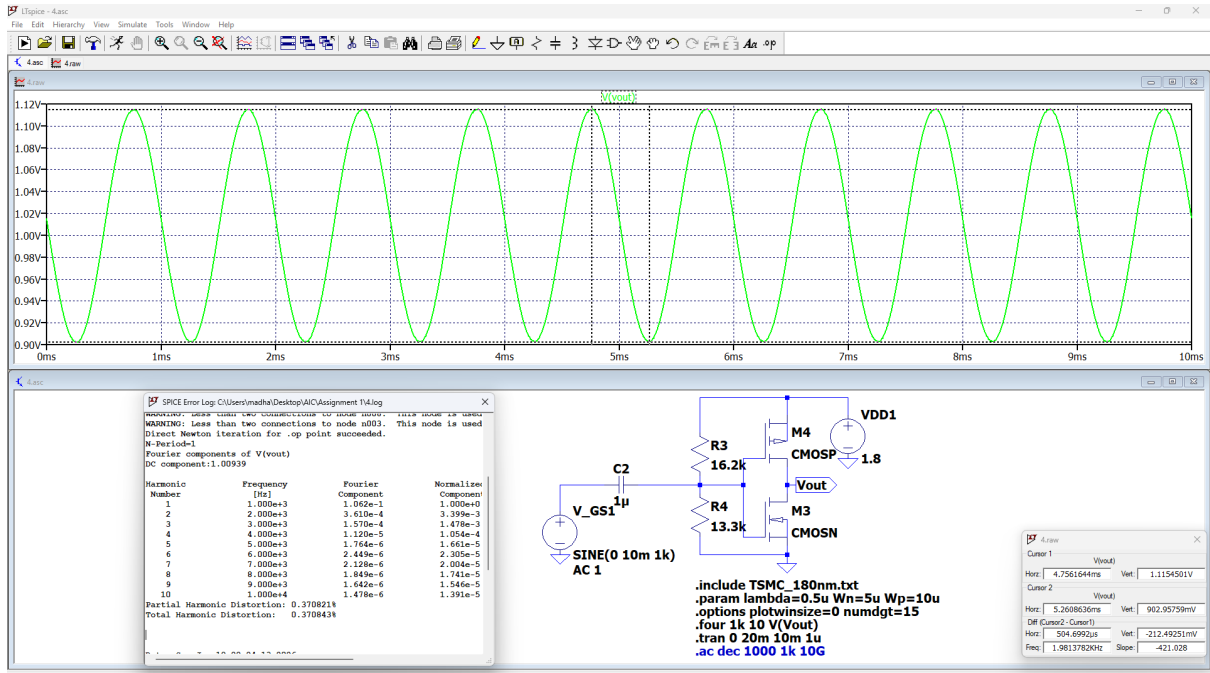 LTspice - 4.asc
File Edit Hierarchy View Simulate Tools Window Help
4.asc 4.raw
4.raw
V(vout)
1.12V
1.10V
1.08V
1.06V
1.04V
1.02V
1.00V
0.98V
0.96V
0.94V
0.92V
0.90V
0ms 1ms 2ms 3ms 4ms 5ms 6ms 7ms 8ms 9ms 10ms
4.asc
SPICE Error Log: C:\Users\madha\Desktop\AIC\Assignment 1\4.log
WARNING: Less than two connections to node This node is used
WARNING: Less than two connections to node n003. This node is used
Direct Newton iteration for .op point succeeded.
N-Period=1
Fourier components of V(vout)
DC component:1.00939
Harmonic Frequency Fourier Normalized
Number [Hz] Component Component
1 1.000e+3 1.062e-1 1.000e+0
2 2.000e+3 3.610e-4 3.399e-3
3 3.000e+3 1.570e-4 1.478e-3
4 4.000e+3 1.120e-5 1.054e-4
5 5.000e+3 1.764e-6 1.661e-5
6 6.000e+3 2.449e-6 2.305e-5
7 7.000e+3 2.128e-6 2.004e-5
8 8.000e+3 1.849e-6 1.741e-5
9 9.000e+3 1.642e-6 1.546e-5
10 1.000e+4 1.478e-6 1.391e-5
Partial Harmonic Distortion: 0.370821%
Total Harmonic Distortion: 0.370843%
VDD1
1.8
R3
16.2k
M4
CMOSP
C2
1µ
Vout
V_GS1
R4
13.3k
M3
CMOSN
SINE(0 10m 1k)
AC 1
.include TSMC_180nm.txt
.param lambda=0.5u Wn=5u Wp=10u
.options plotwinsize=0 numdgt=15
.four 1k 10 V(Vout)
.tran 0 20m 10m 1u
.ac dec 1000 1k 10G
4.raw
Cursor 1
V(vout)
Horz: 4.7561644ms Vert: 1.1154501V
Cursor 2
V(vout)
Horz: 5.2608636ms Vert: 902.95759mV
Diff (Cursor2 - Cursor1)
Horz: 504.6992µs Vert: -212.49251mV
Freq: 1.9813782KHz Slope: -421.028